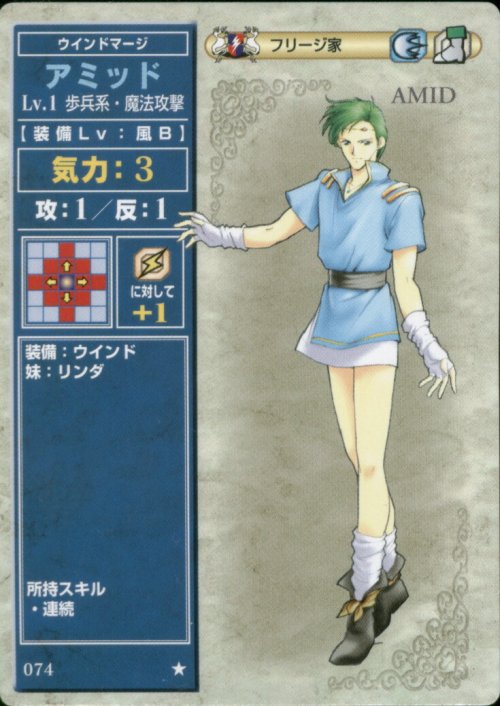 ウインドマージ
アミッド
Lv.1 歩兵系・魔法攻撃
【装備Lv：風B】
気力：3
攻：1／反：1
に対して
+1
装備：ウインド
妹：リンダ
所持スキル
・連続
074 ★
フリージ家
AMID